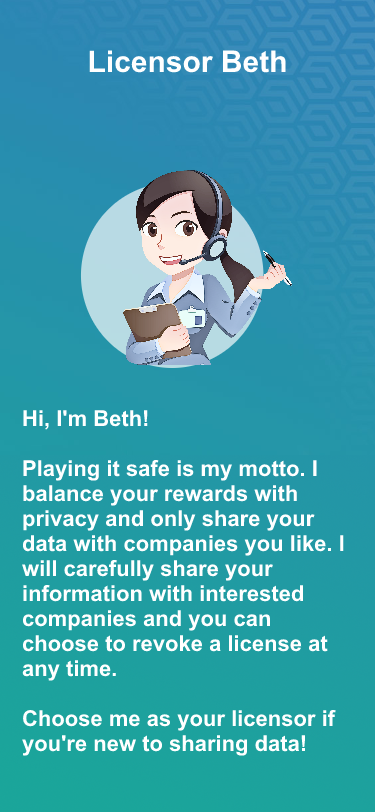 Licensor Beth
Hi, I'm Beth!
Playing it safe is my motto. I
balance your rewards with
privacy and only share your
data with companies you like. I
will carefully share your
information with interested
companies and you can
choose to revoke a license at
any time.
Choose me as your licensor if
you're new to sharing data!